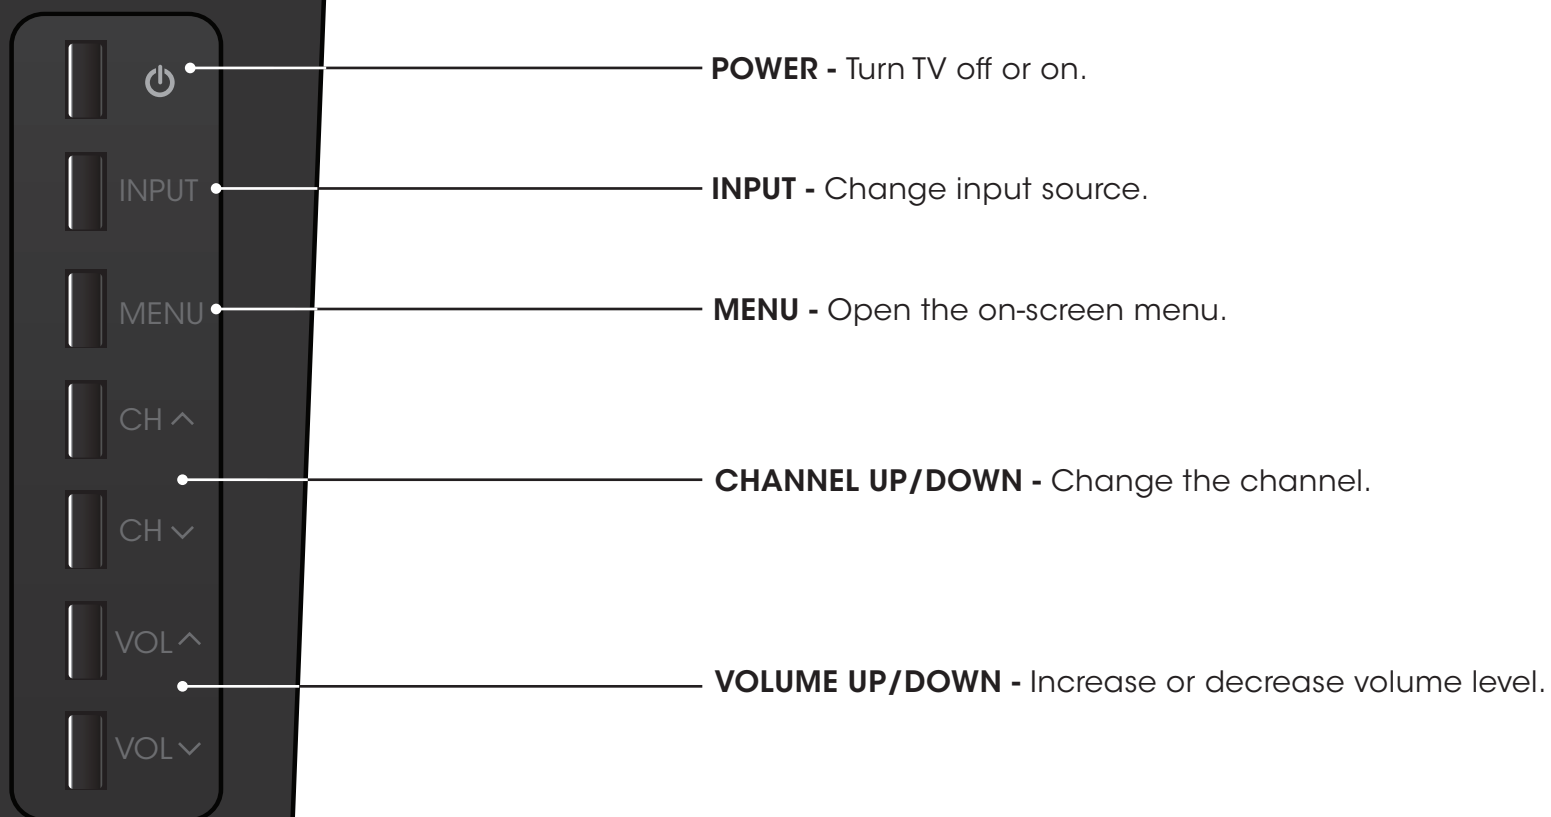 POWER - Turn TV off or on.
INPUT
INPUT - Change input source.
MENU
MENU - Open the on-screen menu.
CH
CHANNEL UP/DOWN - Change the channel.
CH
VOL
VOLUME UP/DOWN - Increase or decrease volume level.
VOL